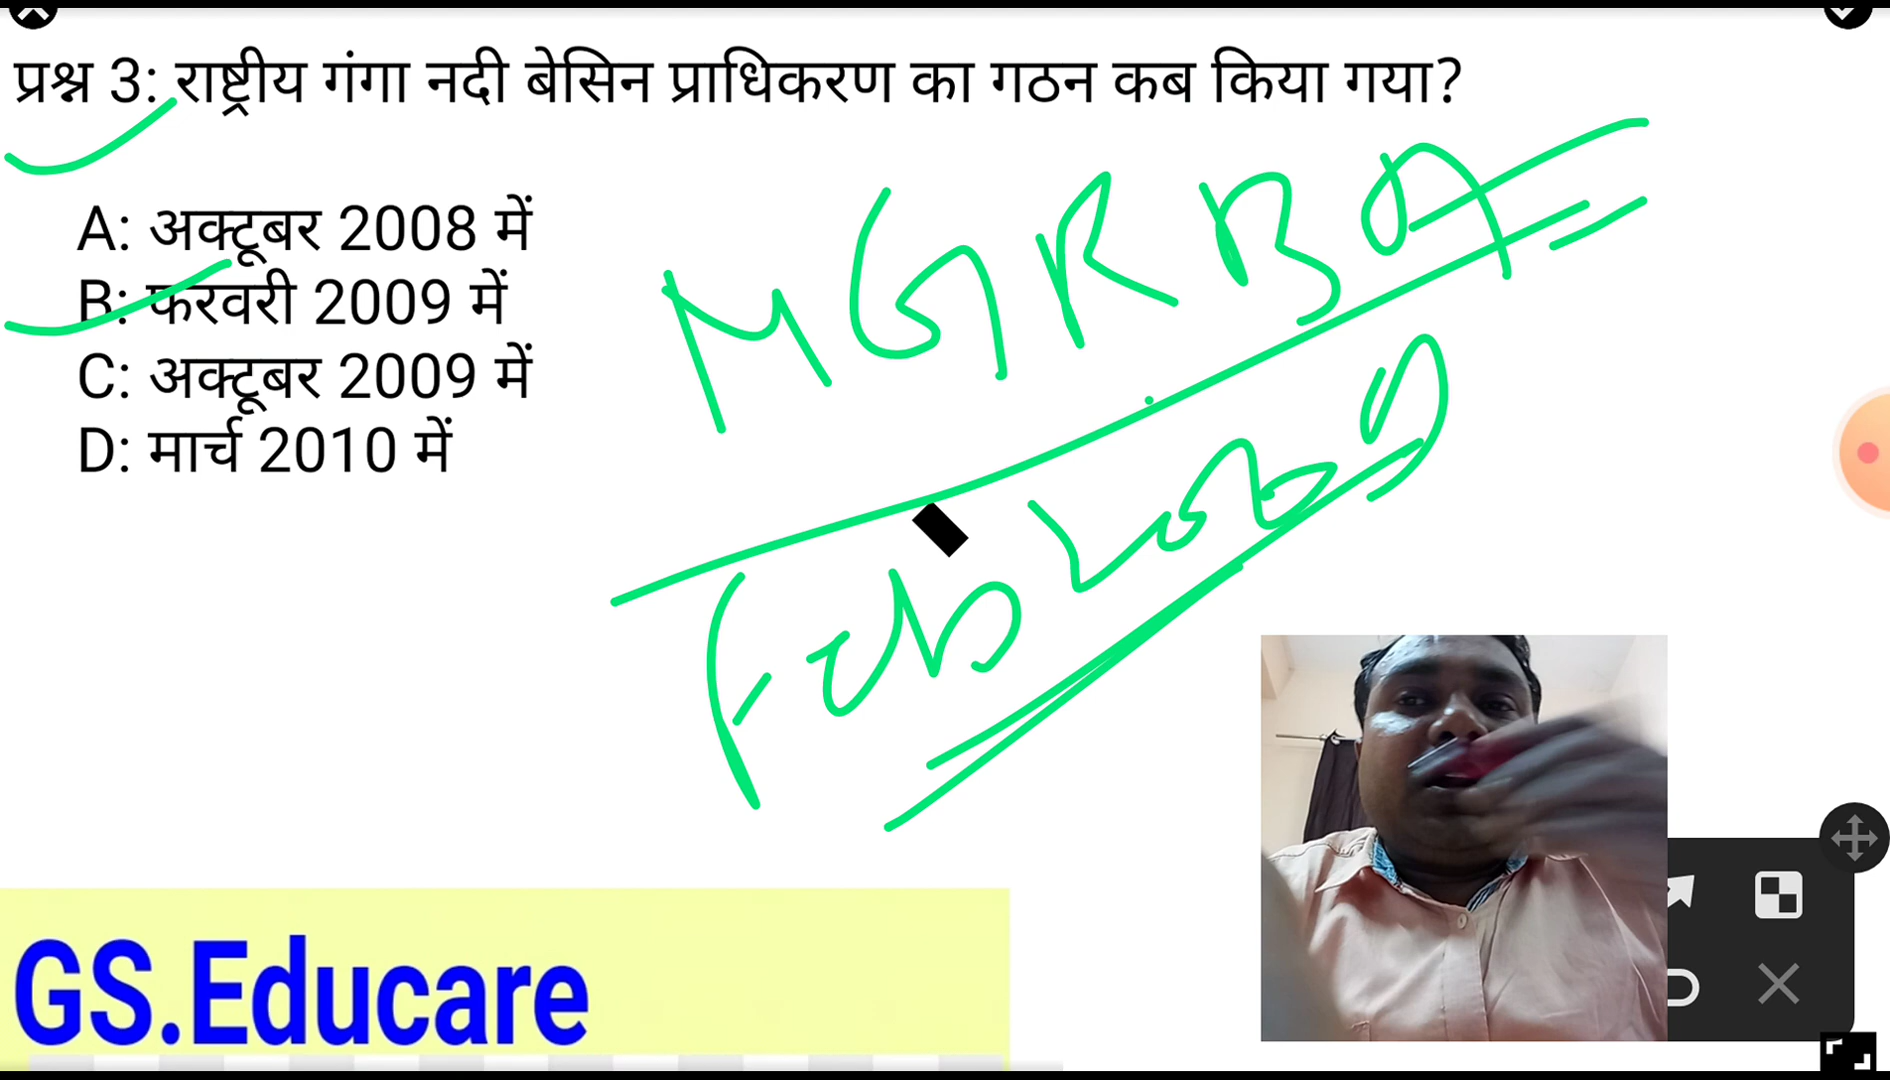 प्रश्न 3: राष्ट्रीय गंगा नदी बेसिन प्राधिकरण का गठन कब किया गया?
A: अक्टूबर 2008 में
B: फरवरी 2009 में
C: अक्टूबर 2009 में
D: मार्च 2010 में
MGRBA
Feb 2009
GS.Educare